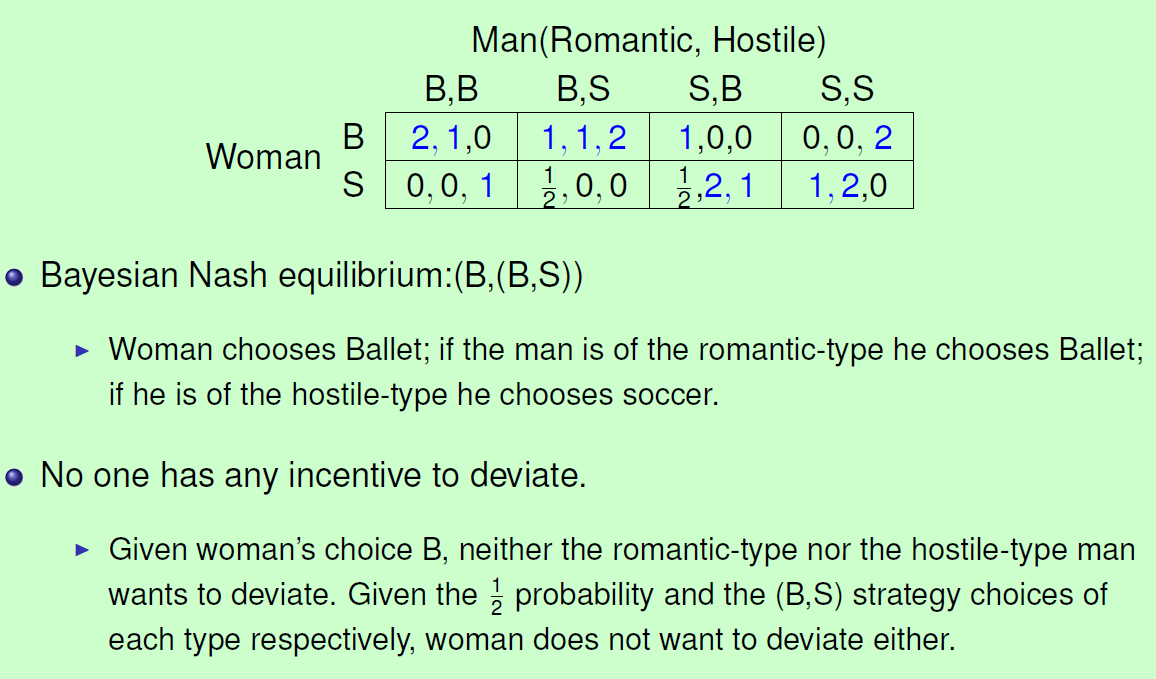 Man(Romantic, Hostile)
B,B B,S S,B S,S
B 2, 1,0 1, 1, 2 1,0,0 0, 0, 2
Woman
S 0, 0, 1 1/2, 0, 0 1/2,2, 1 1, 2,0
Bayesian Nash equilibrium:(B,(B,S))
Woman chooses Ballet; if the man is of the romantic-type he chooses Ballet;
if he is of the hostile-type he chooses soccer.
No one has any incentive to deviate.
Given woman's choice B, neither the romantic-type nor the hostile-type man
wants to deviate. Given the 1/2 probability and the (B,S) strategy choices of
each type respectively, woman does not want to deviate either.